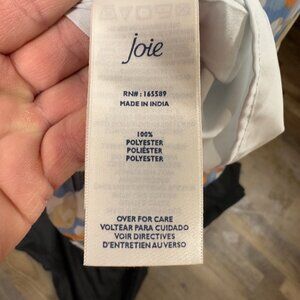 joie
RN# : 165589
MADE IN INDIA
100%
POLYESTER
POLIÉSTER
POLYESTER
OVER FOR CARE
VOLTEAR PARA CUIDADO
VOIR DIRECTIVES
D'ENTRETIEN AU VERSO